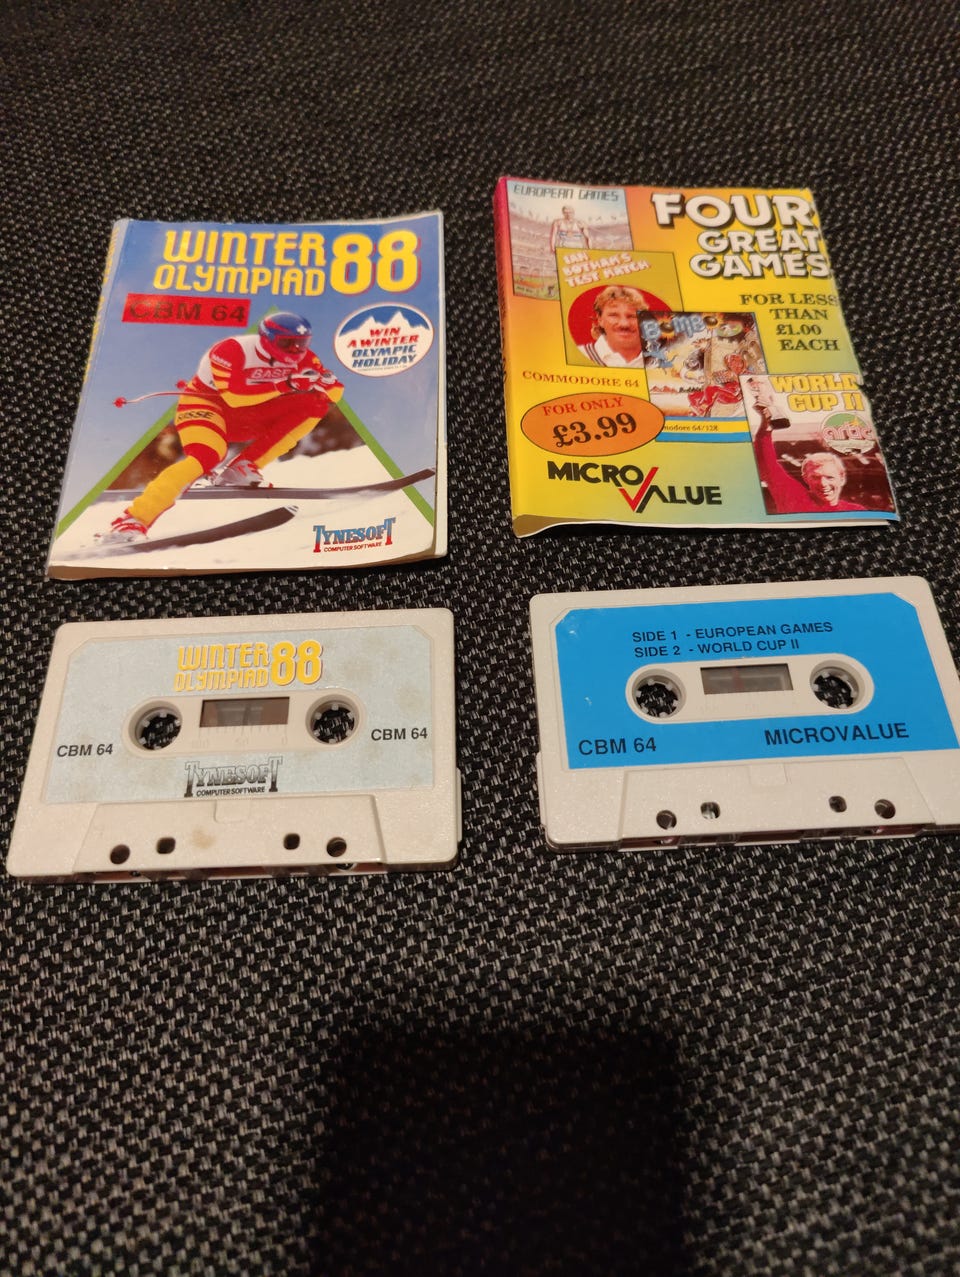 WINTER
OLYMPIAD 88
CBM 64
WIN
A WINTER
OLYMPIC
HOLIDAY
BASE
SUISSE
TYNESOFT
COMPUTER SOFTWARE
EUROPEAN GAMES
FOUR
GREAT
GAMES
IAN
BOTHAM'S
TEST MATCH
FOR LESS
THAN
£1.00
EACH
COMMODORE 64
FOR ONLY
£3.99
WORLD
CUP II
artic
MICRO VALUE
WINTER
OLYMPIAD 88
CBM 64
CBM 64
TYNESOFT
COMPUTER SOFTWARE
SIDE 1 - EUROPEAN GAMES
SIDE 2 - WORLD CUP II
CBM 64
MICROVALUE